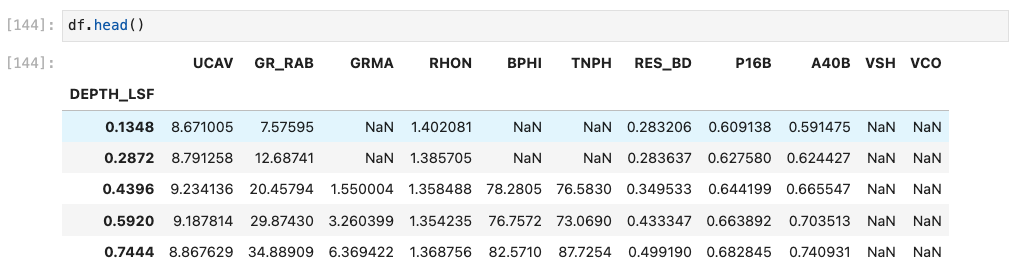 [144]: df.head()
[144]: UCAV GR_RAB GRMA RHON BPHI TNPH RES_BD P16B A40B VSH VCO
DEPTH_LSF
0.1348 8.671005 7.57595 NaN 1.402081 NaN NaN 0.283206 0.609138 0.591475 NaN NaN
0.2872 8.791258 12.68741 NaN 1.385705 NaN NaN 0.283637 0.627580 0.624427 NaN NaN
0.4396 9.234136 20.45794 1.550004 1.358488 78.2805 76.5830 0.349533 0.644199 0.665547 NaN NaN
0.5920 9.187814 29.87430 3.260399 1.354235 76.7572 73.0690 0.433347 0.663892 0.703513 NaN NaN
0.7444 8.867629 34.88909 6.369422 1.368756 82.5710 87.7254 0.499190 0.682845 0.740931 NaN NaN